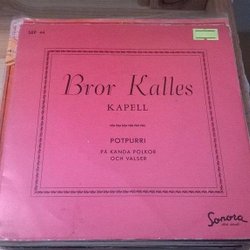 SEP 44
Bror Kalles
KAPELL
POTPURRI
PÅ KÄNDA POLKOR
OCH VALSER
Sonora